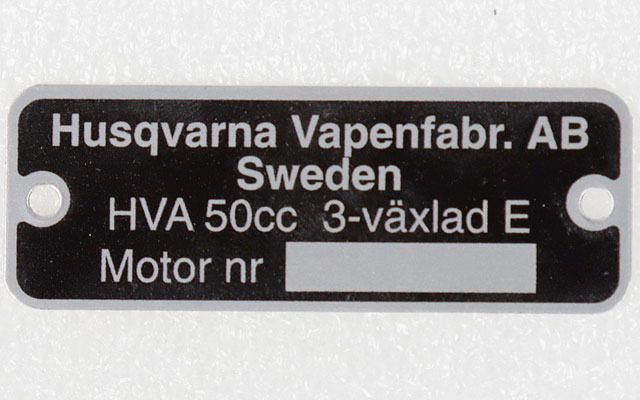 Husqvarna Vapenfabr. AB
Sweden
HVA 50cc 3-växlad E
Motor nr